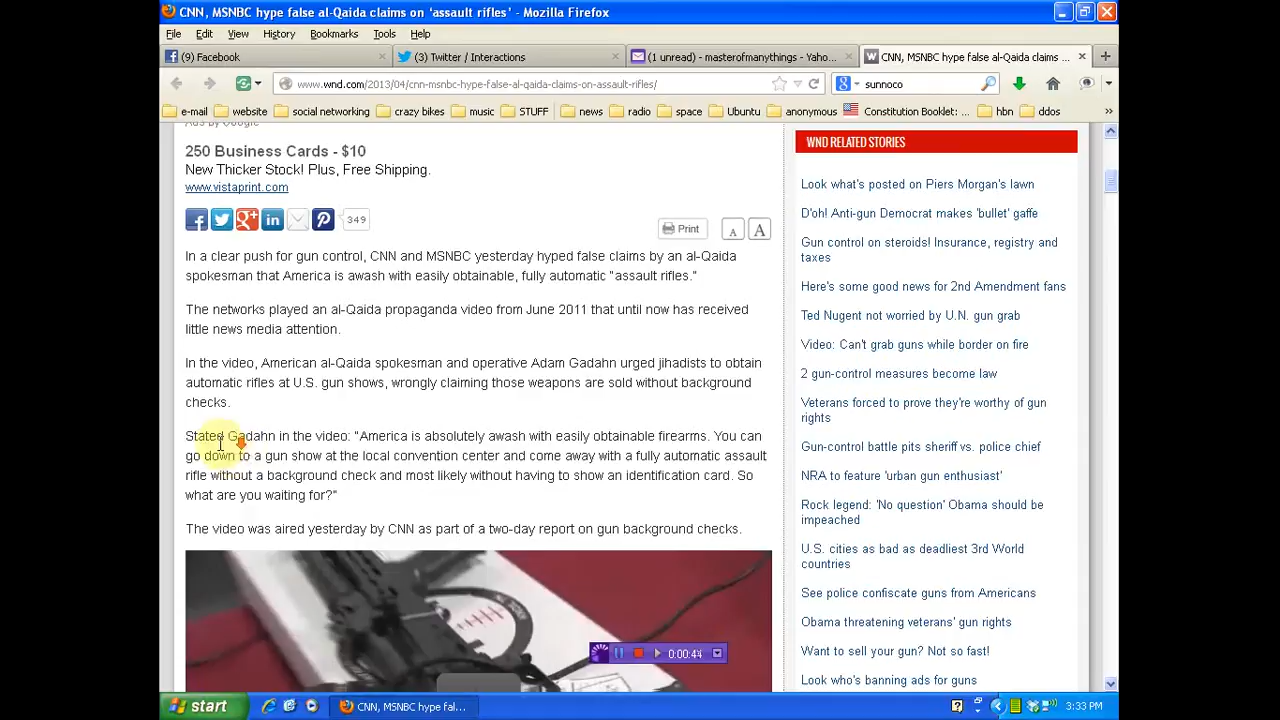 CNN, MSNBC hype false al-Qaida claims on ‘assault rifles’ - Mozilla Firefox
File Edit View History Bookmarks Tools Help
(9) Facebook
(3) Twitter / Interactions
(1 unread) - masterofmanythings - Yaho...
CNN, MSNBC hype false al-Qaida claims ...
www.wnd.com/2013/04/cnn-msnbc-hype-false-al-qaida-claims-on-assault-rifles/
sunnoco
e-mail website social networking crazy bikes music STUFF news radio space Ubuntu anonymous Constitution Booklet:... hbn ddos
Ads by Google
250 Business Cards - $10
New Thicker Stock! Plus, Free Shipping.
www.vistaprint.com
349
Print A A
In a clear push for gun control, CNN and MSNBC yesterday hyped false claims by an al-Qaida
spokesman that America is awash with easily obtainable, fully automatic "assault rifles."
The networks played an al-Qaida propaganda video from June 2011 that until now has received
little news media attention.
In the video, American al-Qaida spokesman and operative Adam Gadahn urged jihadists to obtain
automatic rifles at U.S. gun shows, wrongly claiming those weapons are sold without background
checks.
Stated Gadahn in the video: "America is absolutely awash with easily obtainable firearms. You can
go down to a gun show at the local convention center and come away with a fully automatic assault
rifle without a background check and most likely without having to show an identification card. So
what are you waiting for?"
The video was aired yesterday by CNN as part of a two-day report on gun background checks.
WND RELATED STORIES
Look what's posted on Piers Morgan's lawn
D'oh! Anti-gun Democrat makes 'bullet' gaffe
Gun control on steroids! Insurance, registry and
taxes
Here's some good news for 2nd Amendment fans
Ted Nugent not worried by U.N. gun grab
Video: Can't grab guns while border on fire
2 gun-control measures become law
Veterans forced to prove they're worthy of gun
rights
Gun-control battle pits sheriff vs. police chief
NRA to feature 'urban gun enthusiast'
Rock legend: 'No question' Obama should be
impeached
U.S. cities as bad as deadliest 3rd World
countries
See police confiscate guns from Americans
Obama threatening veterans' gun rights
Want to sell your gun? Not so fast!
Look who's banning ads for guns
0:00:44
start
CNN, MSNBC hype fal...
3:33 PM